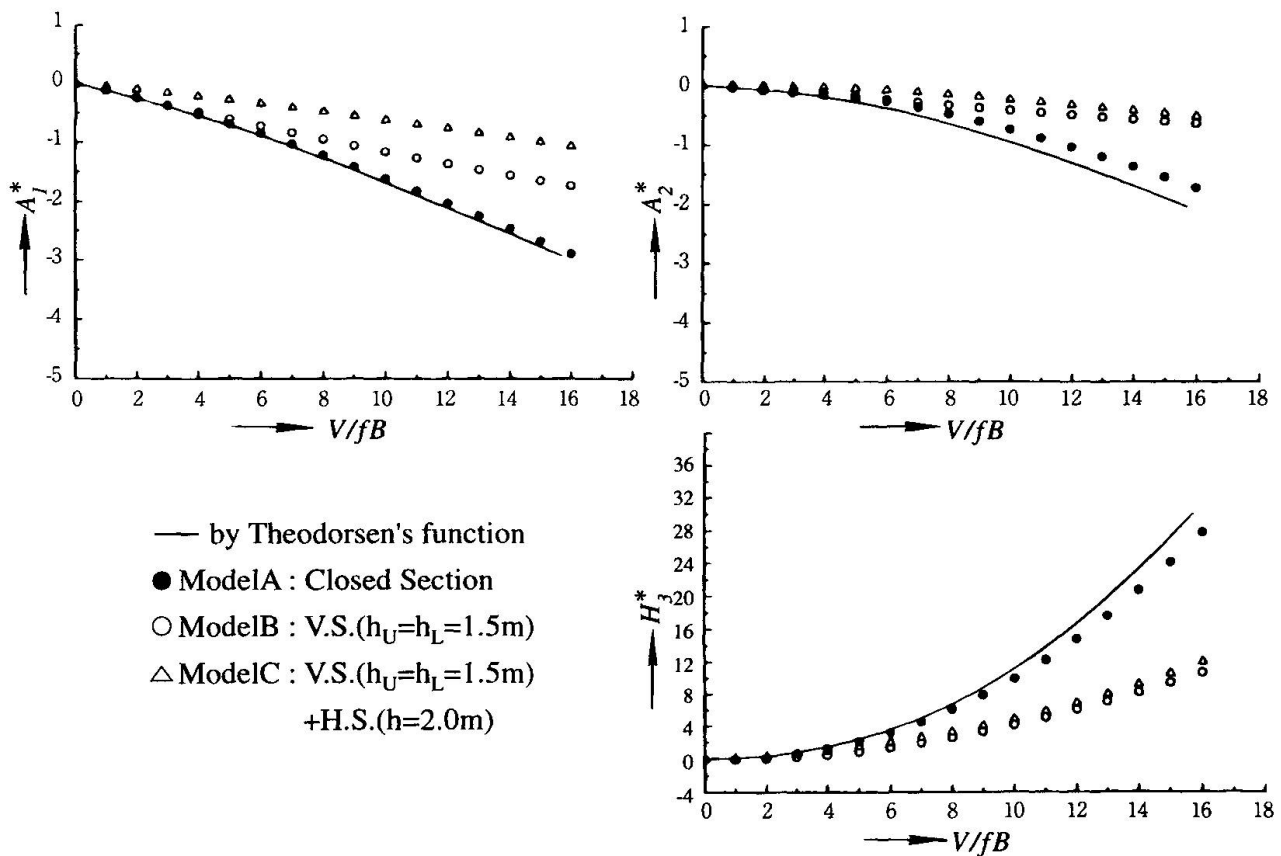 1
0
-1
-2
-3
-4
-5
A*1
0 2 4 6 8 10 12 14 16 18
V/fB
1
0
-1
-2
-3
-4
-5
A*2
0 2 4 6 8 10 12 14 16 18
V/fB
— by Theodorsen's function
● ModelA : Closed Section
○ ModelB : V.S.(hU=hL=1.5m)
△ ModelC : V.S.(hU=hL=1.5m)
+H.S.(h=2.0m)
36
32
28
24
20
16
12
8
4
0
-4
H*3
0 2 4 6 8 10 12 14 16 18
V/fB